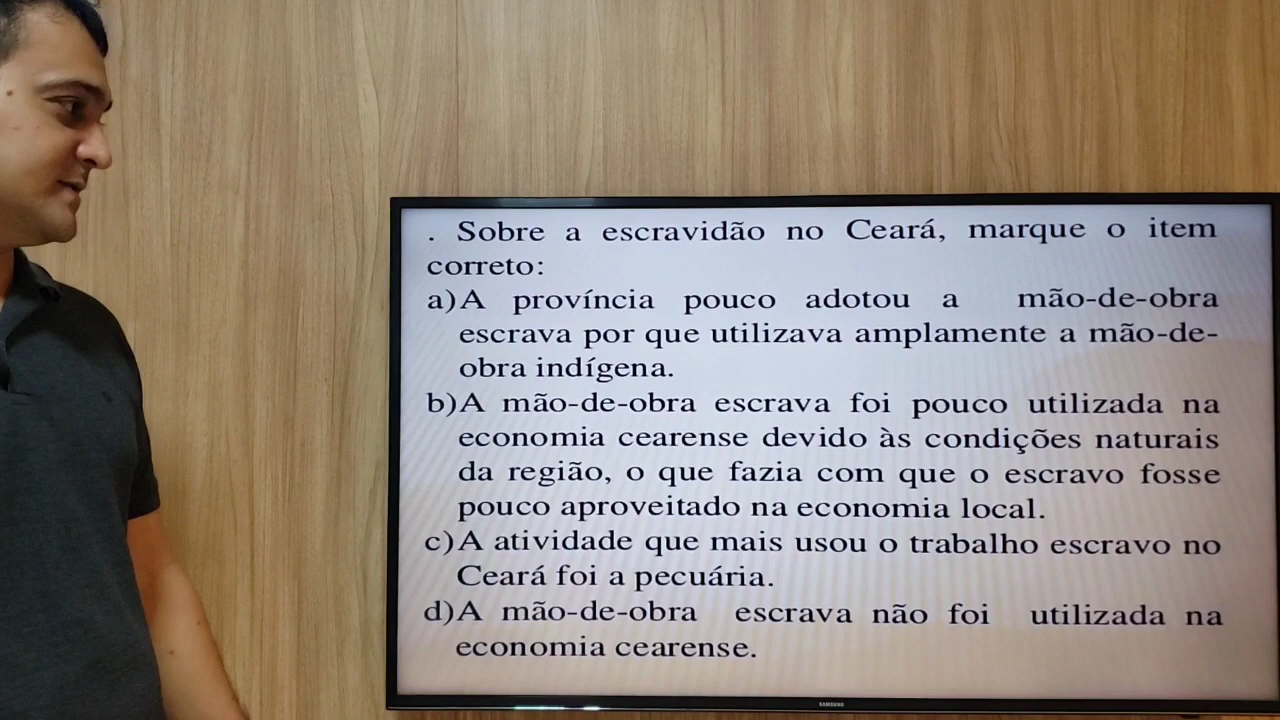 . Sobre a escravidão no Ceará, marque o item
correto:
a)A província pouco adotou a mão-de-obra
escrava por que utilizava amplamente a mão-de-
obra indígena.
b)A mão-de-obra escrava foi pouco utilizada na
economia cearense devido às condições naturais
da região, o que fazia com que o escravo fosse
pouco aproveitado na economia local.
c)A atividade que mais usou o trabalho escravo no
Ceará foi a pecuária.
d)A mão-de-obra escrava não foi utilizada na
economia cearense.
SAMSUNG